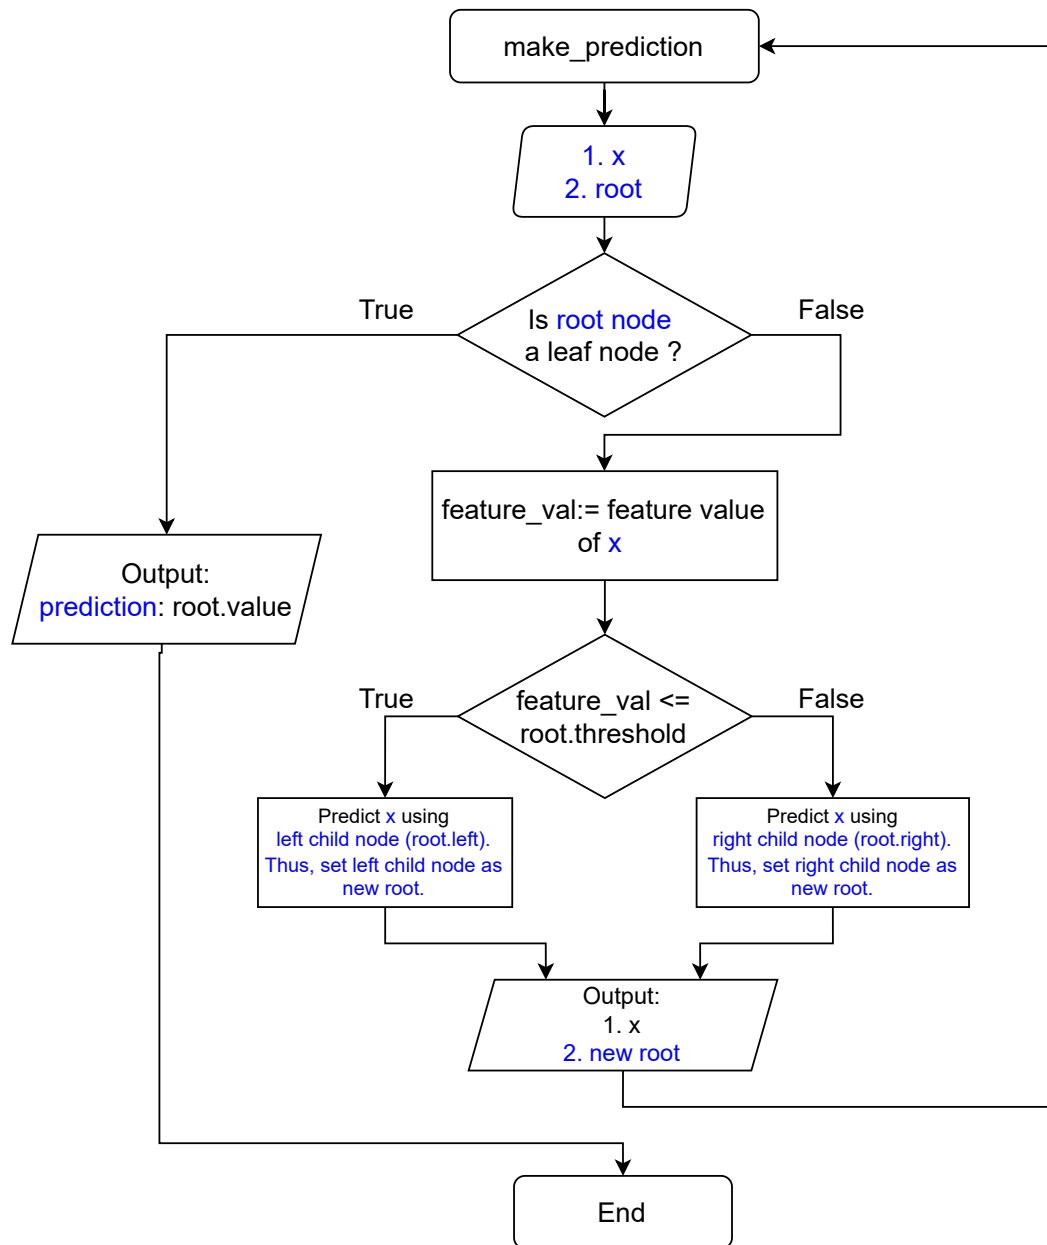 make_prediction
1. x
2. root
True
False
Is root node
a leaf node ?
feature_val:= feature value
of x
Output:
prediction: root.value
True
False
feature_val <=
root.threshold
Predict x using
left child node (root.left).
Thus, set left child node as
new root.
Predict x using
right child node (root.right).
Thus, set right child node as
new root.
Output:
1. x
2. new root
End